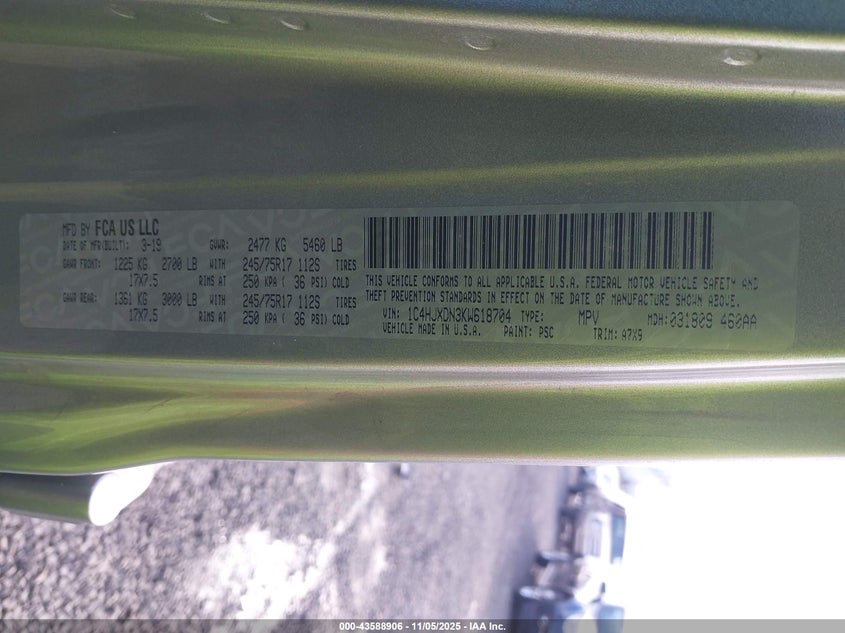 MFD BY FCA US LLC
DATE OF MFR(BUILT): 3-19 GVWR: 2477 KG 5460 LB
GAWR FRONT: 1225 KG 2700 LB WITH 245/75R17 112S TIRES
17X7.5 RIMS AT 250 KPA ( 36 PSI) COLD
GAWR REAR: 1361 KG 3000 LB WITH 245/75R17 112S TIRES
17X7.5 RIMS AT 250 KPA ( 36 PSI) COLD
THIS VEHICLE CONFORMS TO ALL APPLICABLE U.S.A. FEDERAL MOTOR VEHICLE SAFETY AND
THEFT PREVENTION STANDARDS IN EFFECT ON THE DATE OF MANUFACTURE SHOWN ABOVE.
VIN: 1C4HJXDN3KW618704 TYPE: MPV MDH:031809 460AA
VEHICLE MADE IN U.S.A. PAINT: PSC TRIM: A7X9
000-43588906 - 11/05/2025 - IAA Inc.